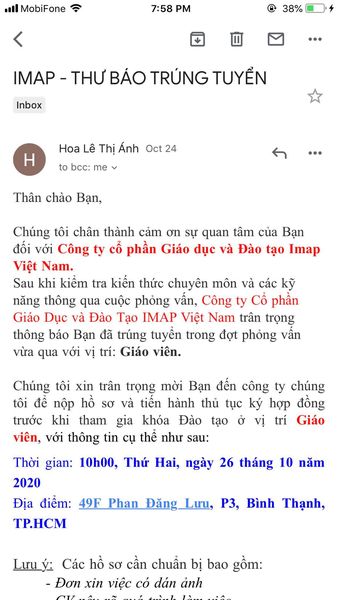 MobiFone 7:58 PM 38%
IMAP - THƯ BÁO TRÚNG TUYỂN
Inbox
H
Hoa Lê Thị Ánh Oct 24
to bcc: me
Thân chào Bạn,
Chúng tôi chân thành cảm ơn sự quan tâm của Bạn
đối với Công ty cổ phần Giáo dục và Đào tạo Imap
Việt Nam.
Sau khi kiểm tra kiến thức chuyên môn và các kỹ
năng thông qua cuộc phỏng vấn, Công ty Cổ phần
Giáo Dục và Đào Tạo IMAP Việt Nam trân trọng
thông báo Bạn đã trúng tuyển trong đợt phỏng vấn
vừa qua với vị trí: Giáo viên.
Chúng tôi xin trân trọng mời Bạn đến công ty chúng
tôi để nộp hồ sơ và tiến hành thủ tục ký hợp đồng
trước khi tham gia khóa Đào tạo ở vị trí Giáo
viên, với thông tin cụ thể như sau:
Thời gian: 10h00, Thứ Hai, ngày 26 tháng 10 năm
2020
Địa điểm: 49F Phan Đăng Lưu, P3, Bình Thạnh,
TP.HCM
Lưu ý: Các hồ sơ cần chuẩn bị bao gồm:
- Đơn xin việc có dán ảnh
- CV nêu rõ quá trình làm việc